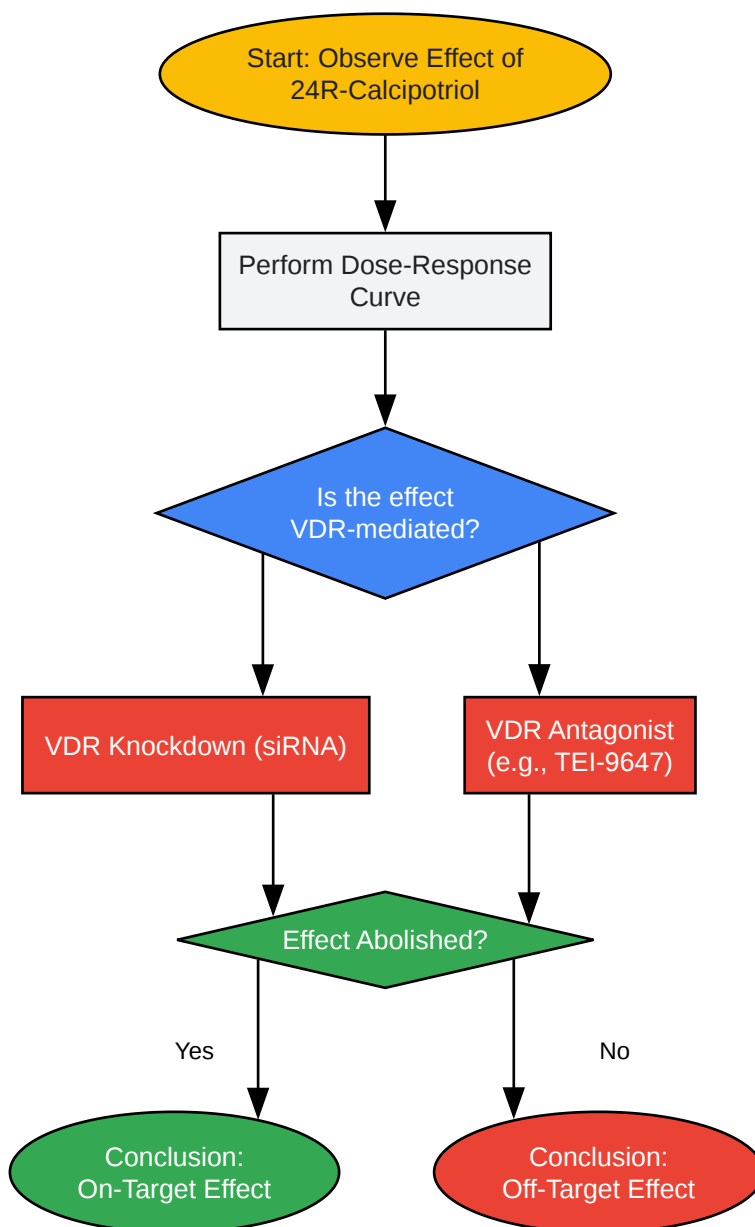 Start: Observe Effect of
24R-Calcipotriol
Perform Dose-Response
Curve
Is the effect
VDR-mediated?
VDR Knockdown (siRNA)
VDR Antagonist
(e.g., TEI-9647)
Effect Abolished?
Yes
No
Conclusion:
On-Target Effect
Conclusion:
Off-Target Effect